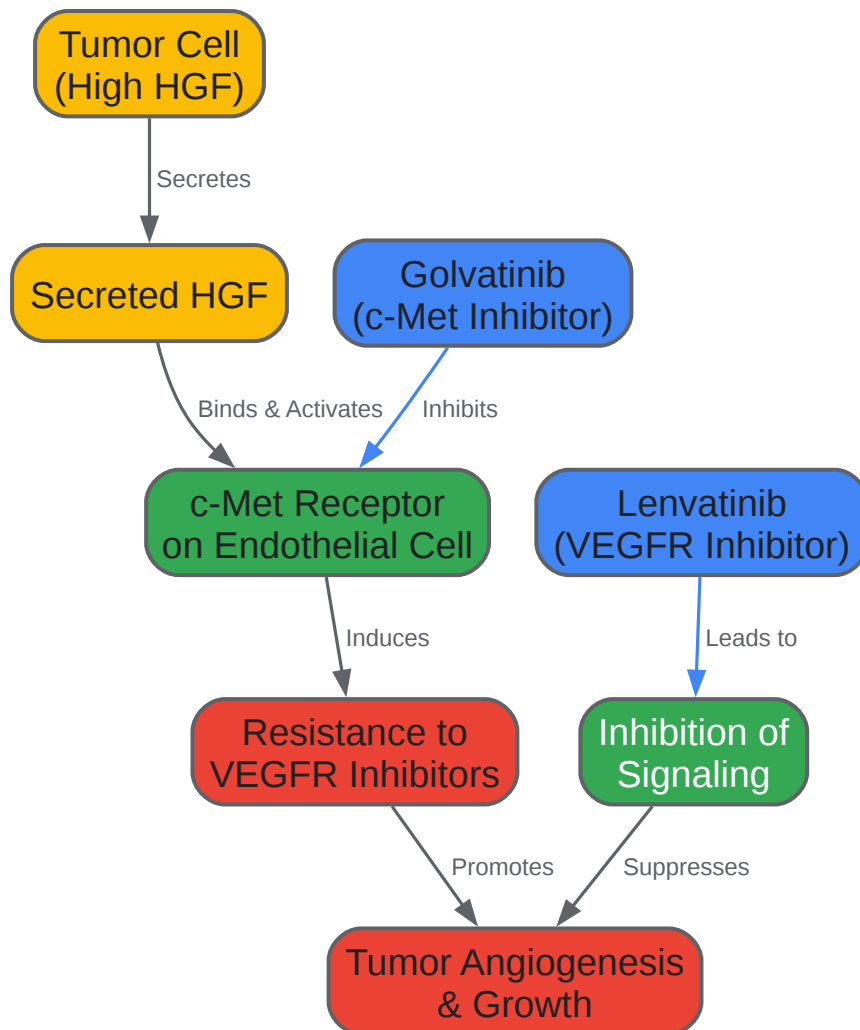 Tumor Cell
(High HGF)
Secretes
Secreted HGF
Golvatinib
(c-Met Inhibitor)
Binds & Activates
Inhibits
c-Met Receptor
on Endothelial Cell
Lenvatinib
(VEGFR Inhibitor)
Induces
Leads to
Resistance to
VEGFR Inhibitors
Inhibition of
Signaling
Promotes
Suppresses
Tumor Angiogenesis
& Growth